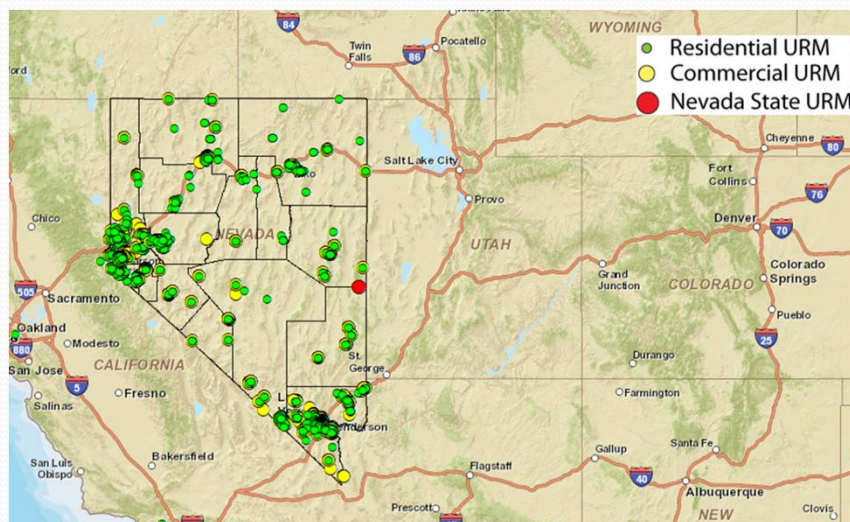 84
WYOMING
Twin
Falls
Pocatello
86
Residential URM
Commercial URM
Nevada State URM
ord
Cheyenne
80
Salt Lake City
Fort
Collins
76
Provo
Chico
Denver
70
NEVADA
UTAH
Grand
Junction
COLORADO
Colorado
Springs
505
Sacramento
Pueblo
Oakland
25
880
Modesto
St.
George
Durango
San Jose
CALIFORNIA
5
Fresno
Farmington
Salinas
L
V
enderson
Gallup
Santa Fe
San Luis
Obispo
Bakersfield
Flagstaff
40
Albuquerque
Prescott
NEW
Clovis